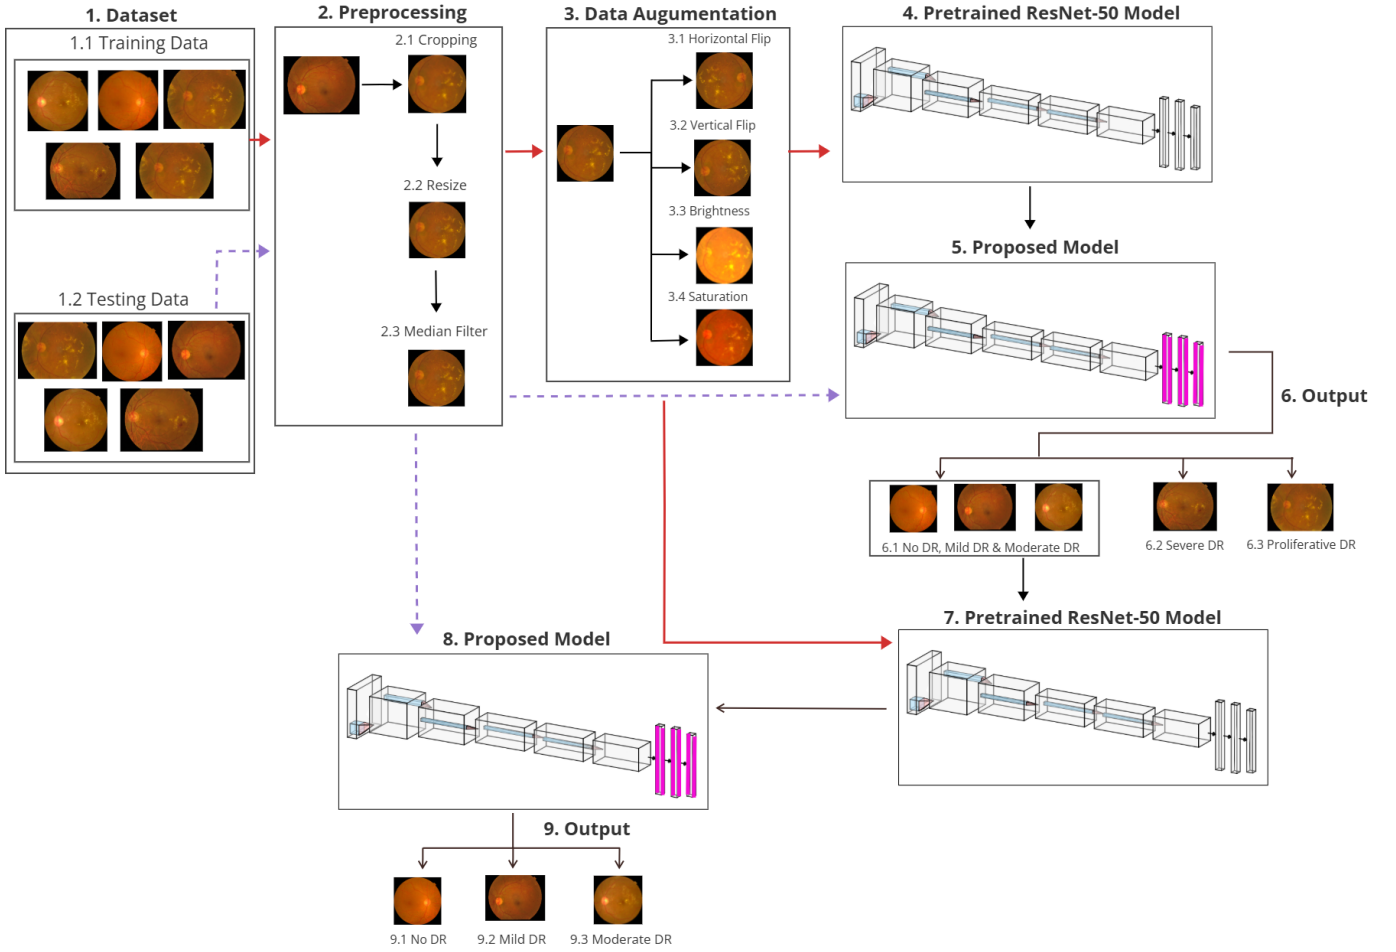 1. Dataset
1.1 Training Data
1.2 Testing Data
2. Preprocessing
2.1 Cropping
2.2 Resize
2.3 Median Filter
3. Data Augumentation
3.1 Horizontal Flip
3.2 Vertical Flip
3.3 Brightness
3.4 Saturation
4. Pretrained ResNet-50 Model
5. Proposed Model
6. Output
6.1 No DR, Mild DR & Moderate DR
6.2 Severe DR
6.3 Proliferative DR
7. Pretrained ResNet-50 Model
8. Proposed Model
9. Output
9.1 No DR
9.2 Mild DR
9.3 Moderate DR